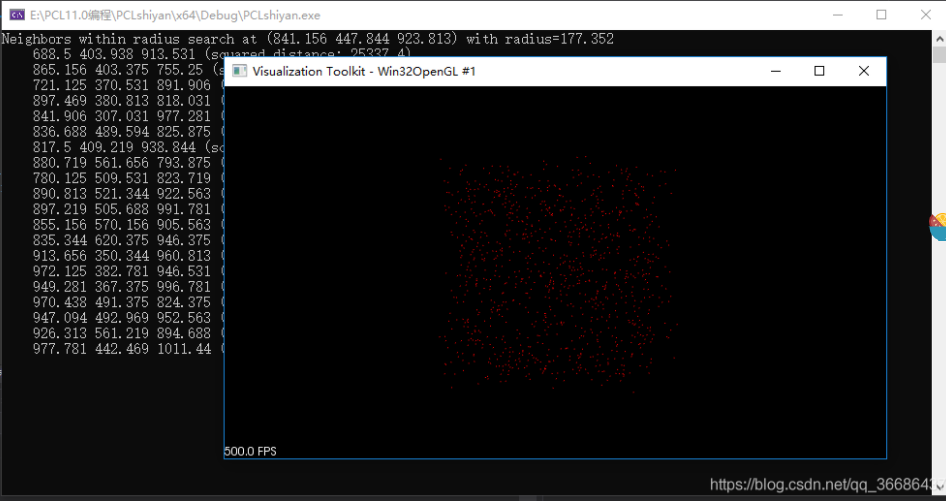 E:\PCL11.0编程\PCLshiyan\x64\Debug\PCLshiyan.exe
Neighbors within radius search at (841.156 447.844 923.813) with radius=177.352
688.5 403.938 913.531 (squared distance: 25337.4)
865.156 403.375 755.25 (s
721.125 370.531 891.906 (
897.469 380.813 818.031 (
841.906 307.031 977.281 (
836.688 489.594 825.875 (
817.5 409.219 938.844 (sq
880.719 561.656 793.875 (
780.125 509.531 823.719 (
890.813 521.344 922.563 (
897.219 505.688 991.781 (
855.156 570.156 905.563 (
835.344 620.375 946.375 (
913.656 350.344 960.813 (
972.125 382.781 946.531 (
949.281 367.375 996.781 (
970.438 491.375 824.375 (
947.094 492.969 952.563 (
926.313 561.219 894.688 (
977.781 442.469 1011.44 (
Visualization Toolkit - Win32OpenGL #1
500.0 FPS
https://blog.csdn.net/qq_3668643